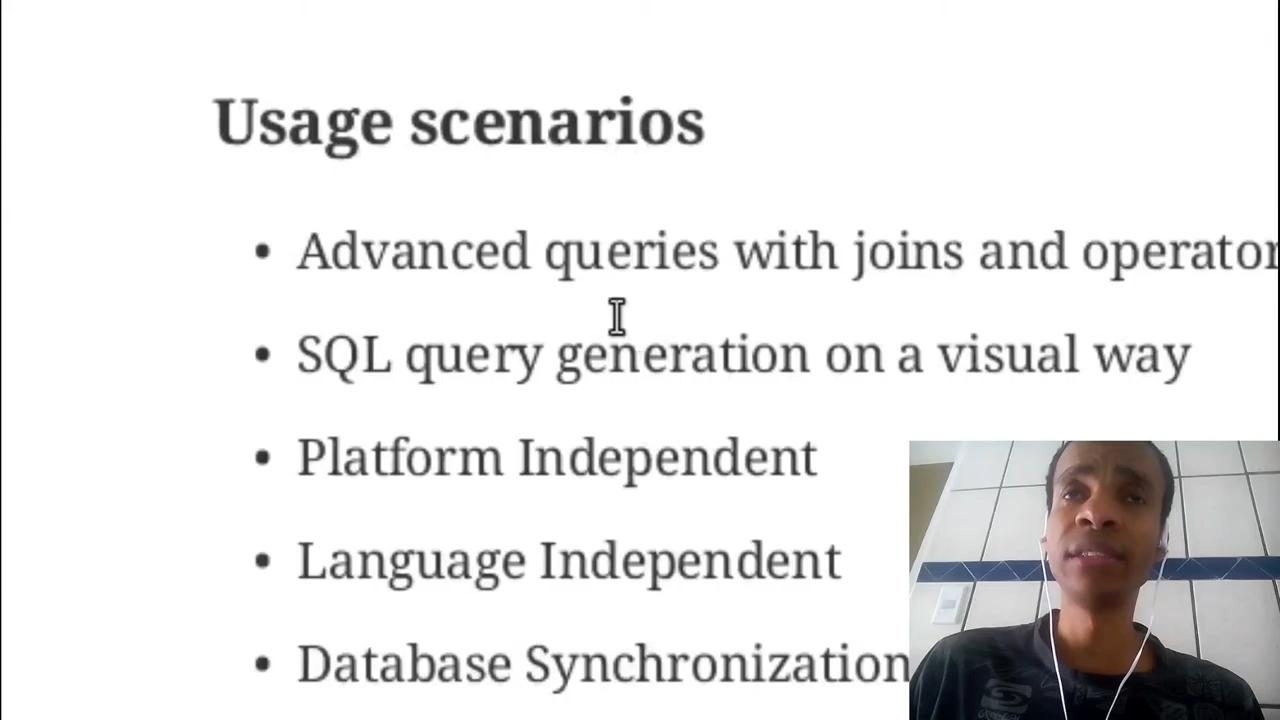 Usage scenarios
• Advanced queries with joins and operator
• SQL query generation on a visual way
• Platform Independent
• Language Independent
• Database Synchronization